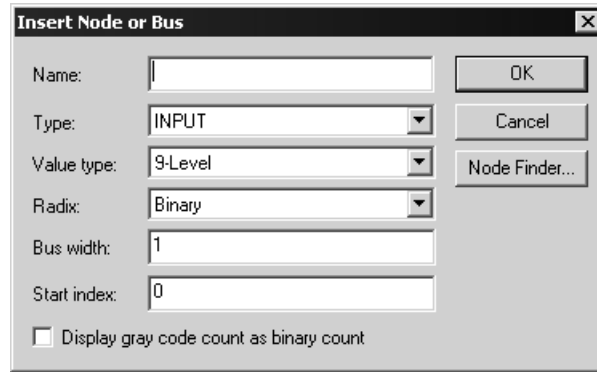 Insert Node or Bus
Name:
OK
Type: INPUT
Cancel
Value type: 9-Level
Node Finder...
Radix: Binary
Bus width: 1
Start index: 0
Display gray code count as binary count